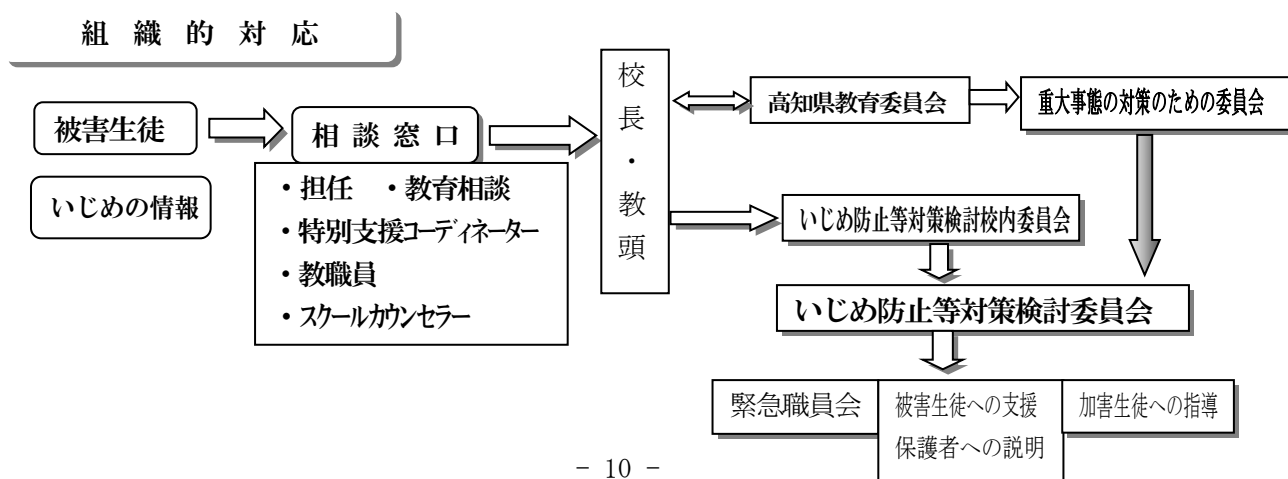 組 織 的 対 応
被害生徒
いじめの情報
相 談 窓 口
・担任 ・教育相談
・特別支援コーディネーター
・教職員
・スクールカウンセラー
校長・教頭
高知県教育委員会
重大事態の対策のための委員会
いじめ防止等対策検討校内委員会
いじめ防止等対策検討委員会
緊急職員会
被害生徒への支援
保護者への説明
加害生徒への指導
- 10 -